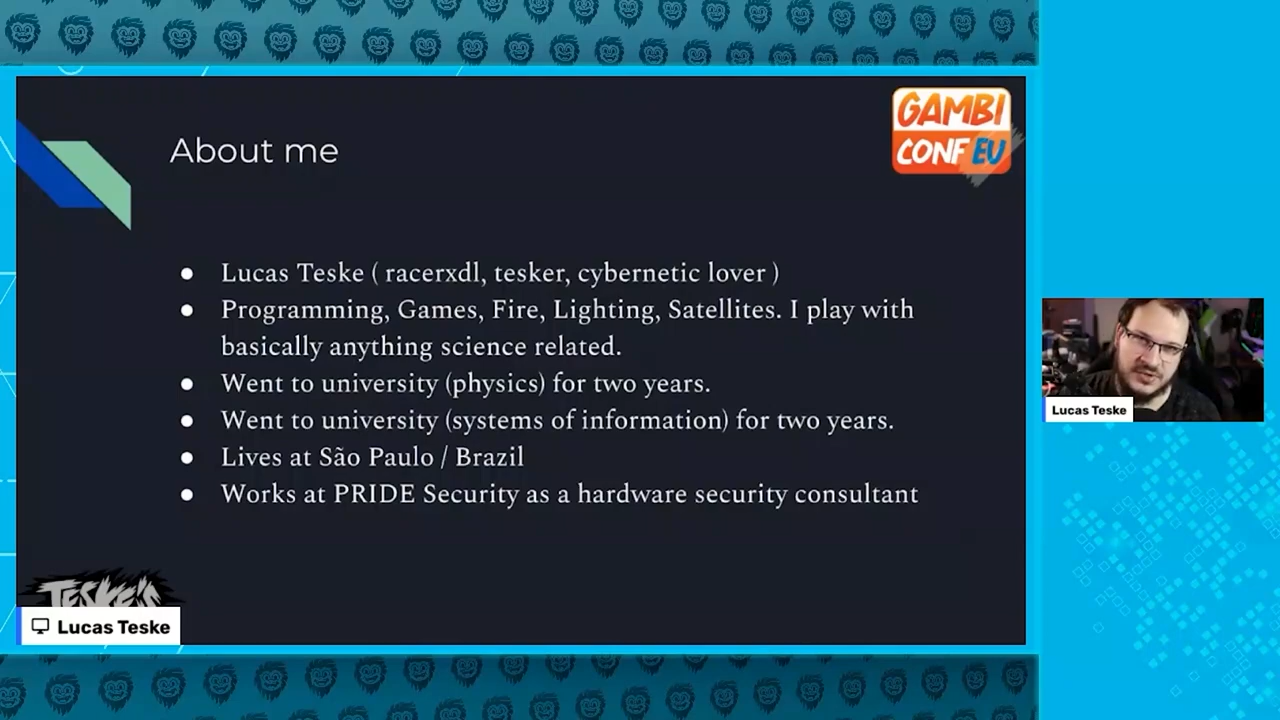 GAMBI
CONF EU
About me
● Lucas Teske ( racerxdl, tesker, cybernetic lover )
● Programming, Games, Fire, Lighting, Satellites. I play with
basically anything science related.
● Went to university (physics) for two years.
● Went to university (systems of information) for two years.
● Lives at São Paulo / Brazil
● Works at PRIDE Security as a hardware security consultant
TESKE'S
Lucas Teske
Lucas Teske